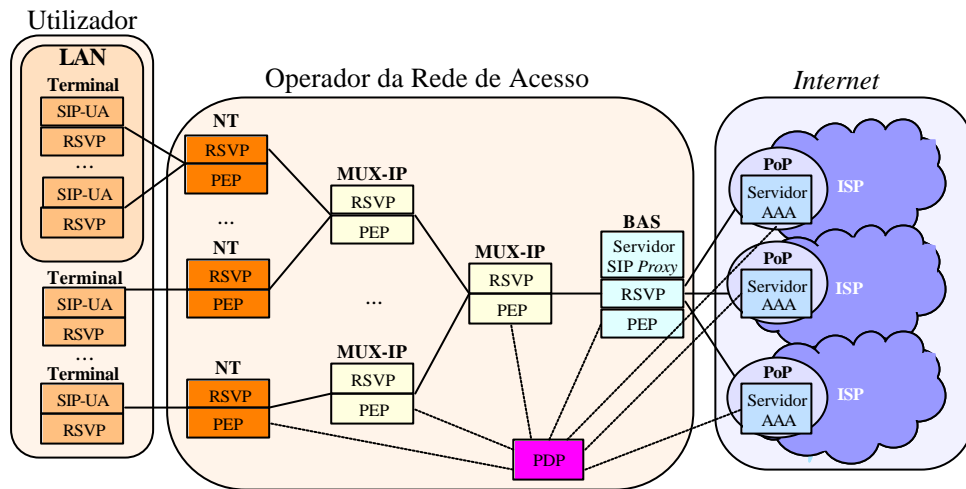 Utilizador
LAN
Terminal
SIP-UA
RSVP
...
SIP-UA
RSVP
Terminal
SIP-UA
RSVP
...
Terminal
SIP-UA
RSVP
Operador da Rede de Acesso
NT
RSVP
PEP
...
NT
RSVP
PEP
NT
RSVP
PEP
MUX-IP
RSVP
PEP
...
MUX-IP
RSVP
PEP
MUX-IP
RSVP
PEP
BAS
Servidor
SIP Proxy
RSVP
PEP
PDP
Internet
PoP
Servidor
AAA
ISP
PoP
Servidor
AAA
ISP
PoP
Servidor
AAA
ISP